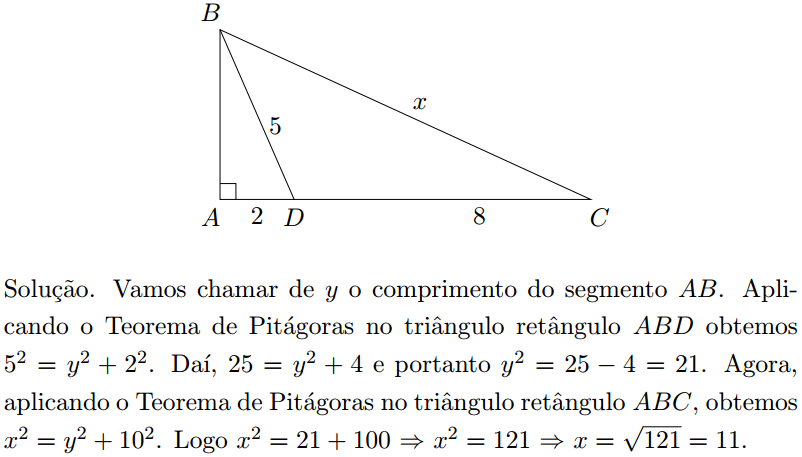 B
x
5
A 2 D 8 C
Solução. Vamos chamar de y o comprimento do segmento AB. Apli-
cando o Teorema de Pitágoras no triângulo retângulo ABD obtemos
5² = y² + 2². Daí, 25 = y² + 4 e portanto y² = 25 − 4 = 21. Agora,
aplicando o Teorema de Pitágoras no triângulo retângulo ABC, obtemos
x² = y² + 10². Logo x² = 21 + 100 ⇒ x² = 121 ⇒ x = √121 = 11.